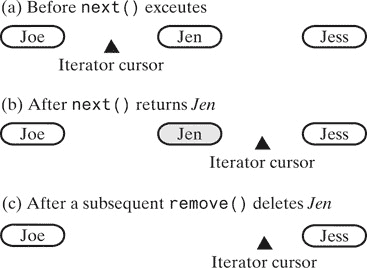 (a) Before next() exceutes
Joe Jen Jess
Iterator cursor
(b) After next() returns Jen
Joe Jen Jess
Iterator cursor
(c) After a subsequent remove() deletes Jen
Joe Jess
Iterator cursor